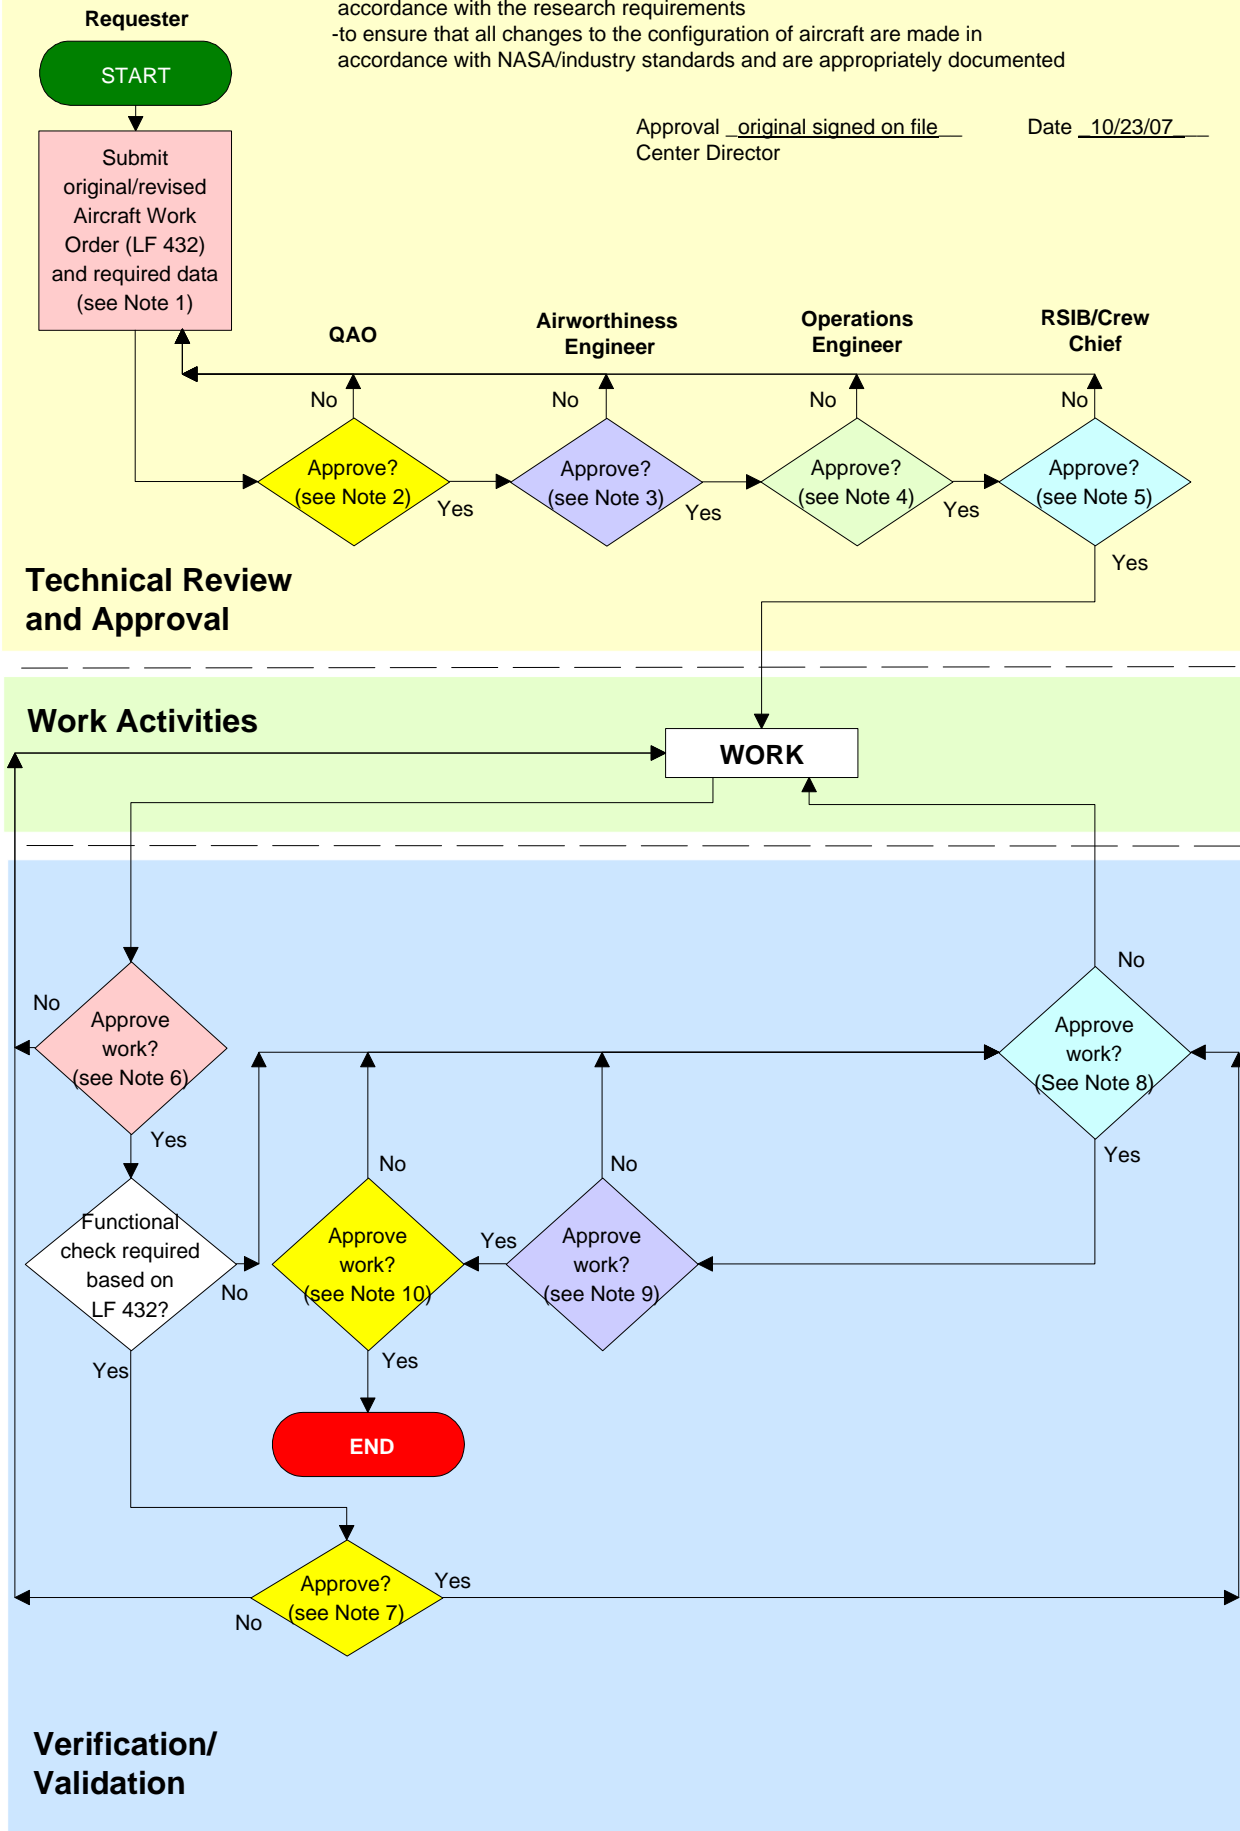 accordance with the research requirements
-to ensure that all changes to the configuration of aircraft are made in
accordance with NASA/industry standards and are appropriately documented
Requester
START
Approval _original signed on file__
Date _10/23/07___
Center Director
Submit
original/revised
Aircraft Work
Order (LF 432)
and required data
(see Note 1)
QAO
Airworthiness
Engineer
Operations
Engineer
RSIB/Crew
Chief
No
No
No
No
Approve?
(see Note 2)
Yes
Approve?
(see Note 3)
Yes
Approve?
(see Note 4)
Yes
Approve?
(see Note 5)
Yes
Technical Review
and Approval
Work Activities
WORK
No
Approve
work?
(see Note 6)
Yes
No
Approve
work?
(See Note 8)
Yes
Functional
check required
based on
LF 432?
No
Yes
No
Approve
work?
(see Note 10)
Yes
Yes
No
Approve
work?
(see Note 9)
END
Approve?
(see Note 7)
Yes
No
Verification/
Validation